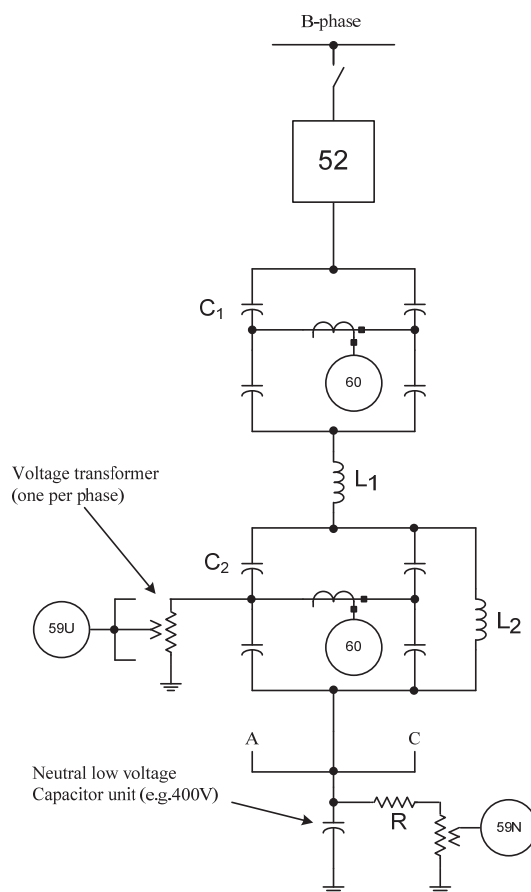 B-phase
52
C1
60
L1
Voltage transformer
(one per phase)
C2
59U
60
L2
A
C
Neutral low voltage
Capacitor unit (e.g.400V)
R
59N